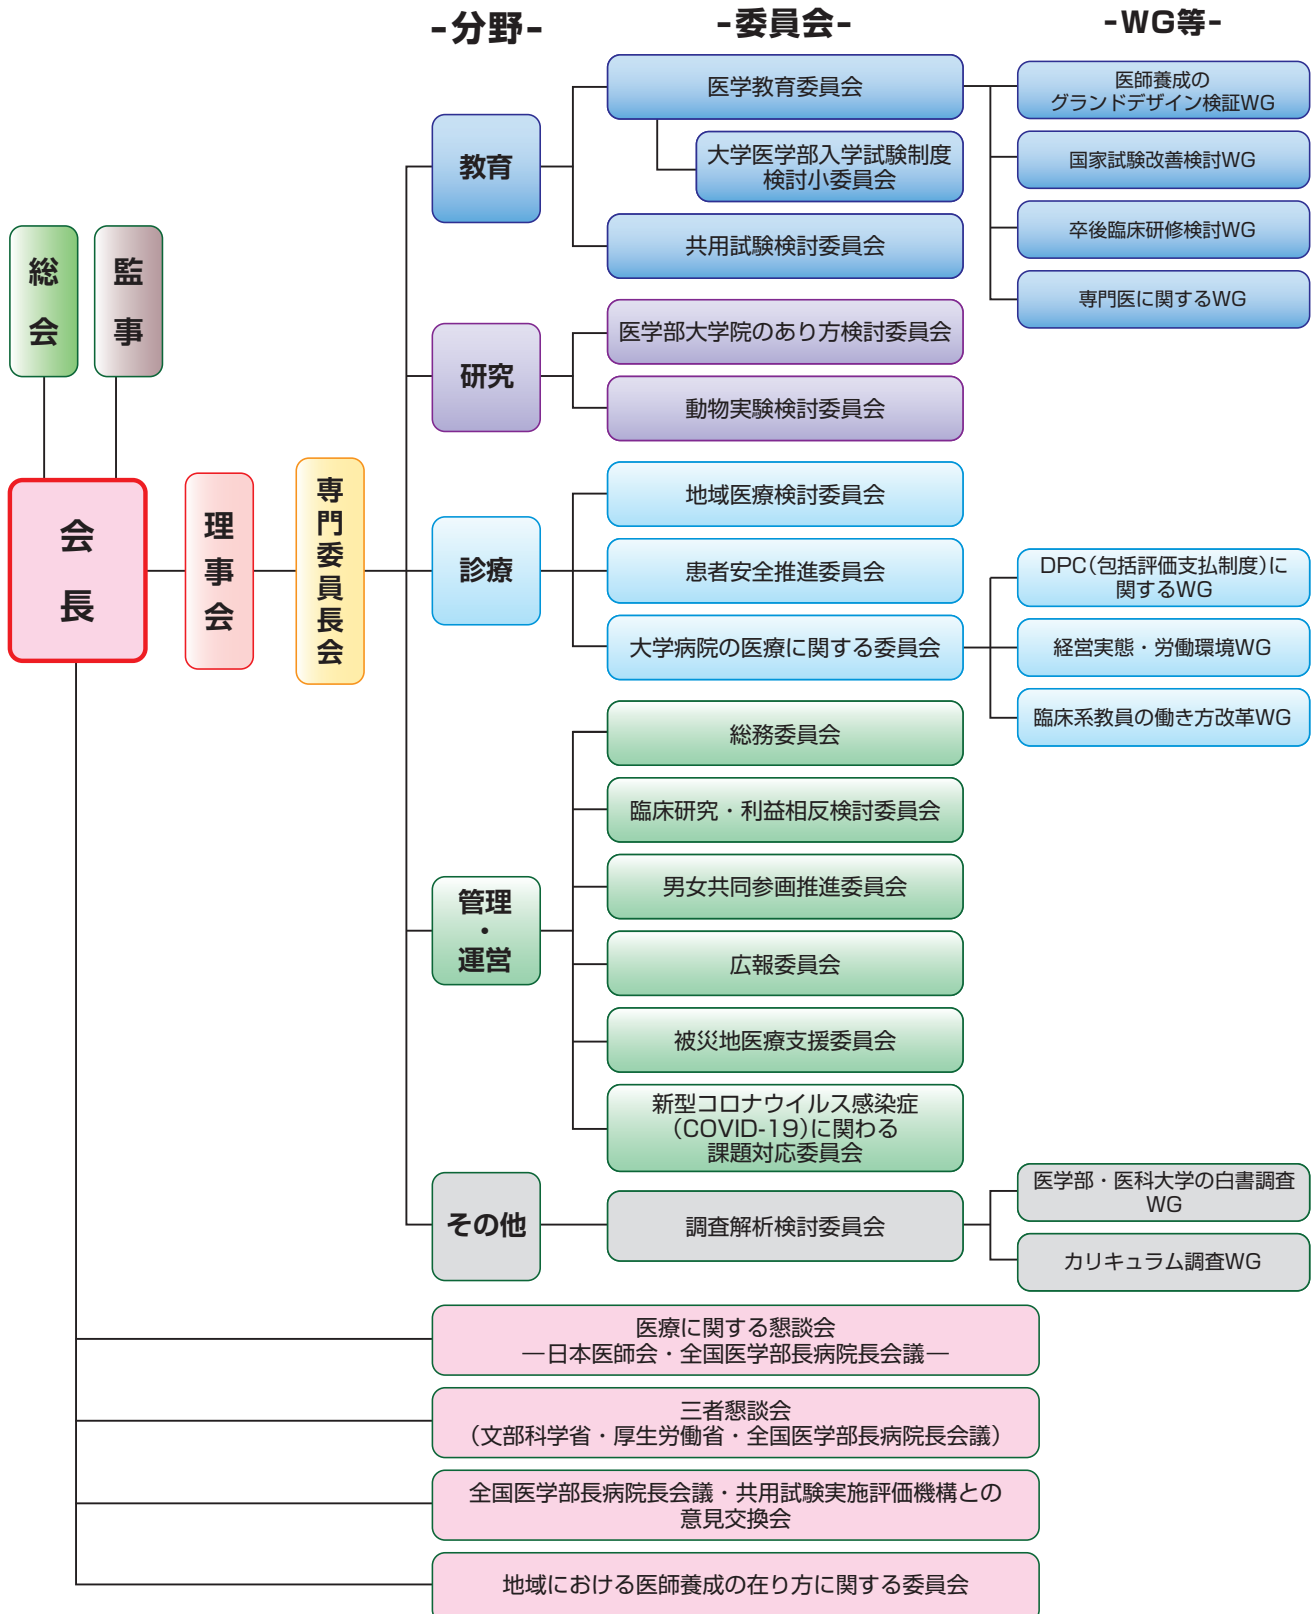 -分野-
-委員会-
-WG等-
総会
監事
会長
理事会
専門委員長会
教育
医学教育委員会
大学医学部入学試験制度
検討小委員会
共用試験検討委員会
医師養成の
グランドデザイン検証WG
国家試験改善検討WG
卒後臨床研修検討WG
専門医に関するWG
研究
医学部大学院のあり方検討委員会
動物実験検討委員会
診療
地域医療検討委員会
患者安全推進委員会
大学病院の医療に関する委員会
DPC(包括評価支払制度)に
関するWG
経営実態・労働環境WG
臨床系教員の働き方改革WG
管理
・
運営
総務委員会
臨床研究・利益相反検討委員会
男女共同参画推進委員会
広報委員会
被災地医療支援委員会
新型コロナウイルス感染症
(COVID-19)に関わる
課題対応委員会
その他
調査解析検討委員会
医学部・医科大学の白書調査
WG
カリキュラム調査WG
医療に関する懇談会
―日本医師会・全国医学部長病院長会議―
三者懇談会
(文部科学省・厚生労働省・全国医学部長病院長会議)
全国医学部長病院長会議・共用試験実施評価機構との
意見交換会
地域における医師養成の在り方に関する委員会